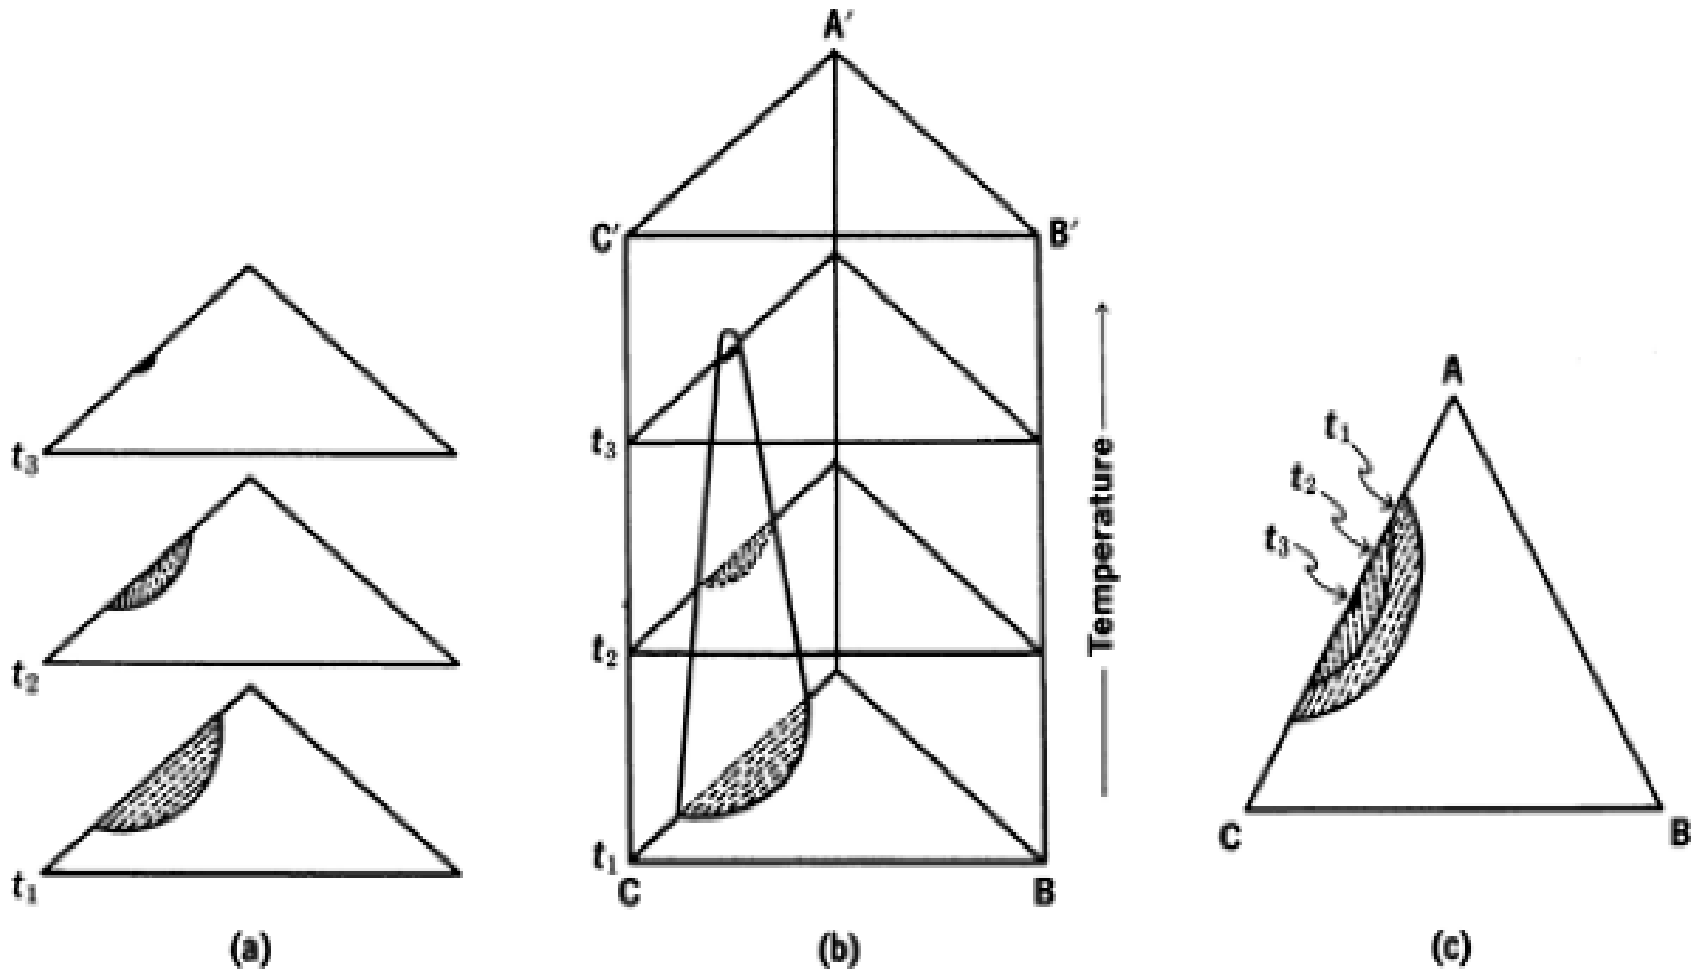 t₃
t₂
t₁
(a)
A′
C′
B′
t₃
t₂
t₁
C
B
Temperature
(b)
A
t₁
t₂
t₃
C
B
(c)